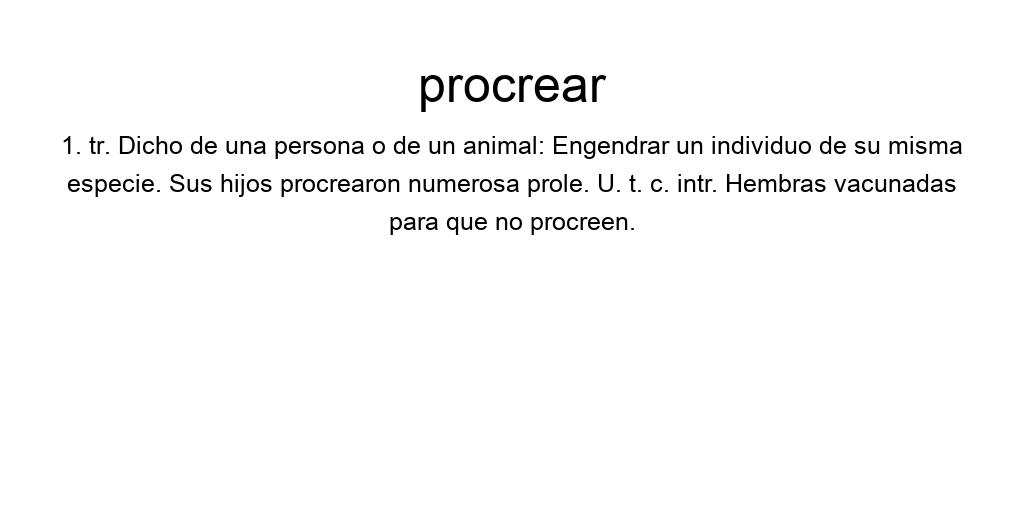 procrear
1. tr. Dicho de una persona o de un animal: Engendrar un individuo de su misma
especie. Sus hijos procrearon numerosa prole. U. t. c. intr. Hembras vacunadas
para que no procreen.